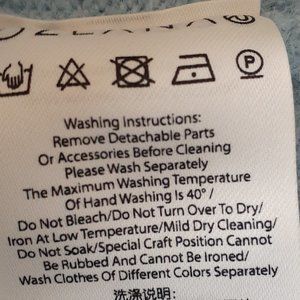 Washing Instructions:
Remove Detachable Parts
Or Accessories Before Cleaning
Please Wash Separately
The Maximum Washing Temperature
Of Hand Washing !s 40° /
Do Not Bleach/Do Not Turn Over To Dry/
Iron At Low Temperature/Mild Dry Cleaning/
Do Not Soak/Special Craft Position Cannot
Be Rubbed And Cannot Be Ironed/
Wash Clothes Of Different Colors Separately
洗涤说明: